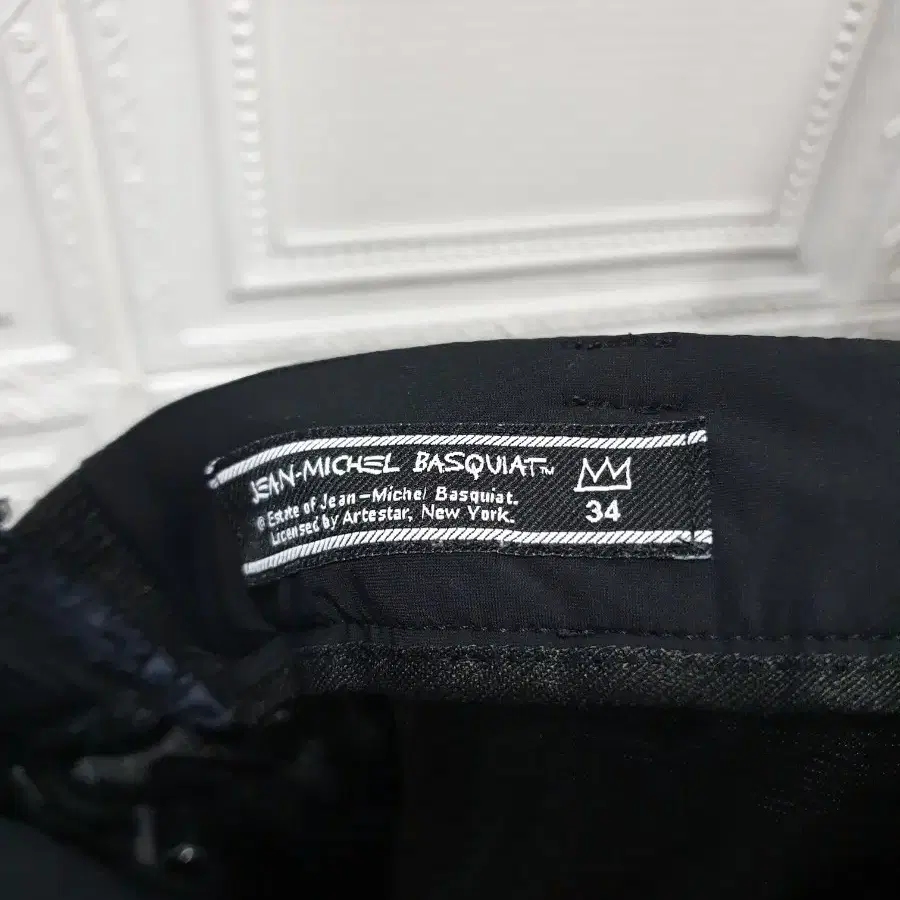 JEAN-MICHEL BASQUIAT™
© Estate of Jean-Michel Basquiat.
Licensed by Artestar, New York.
34